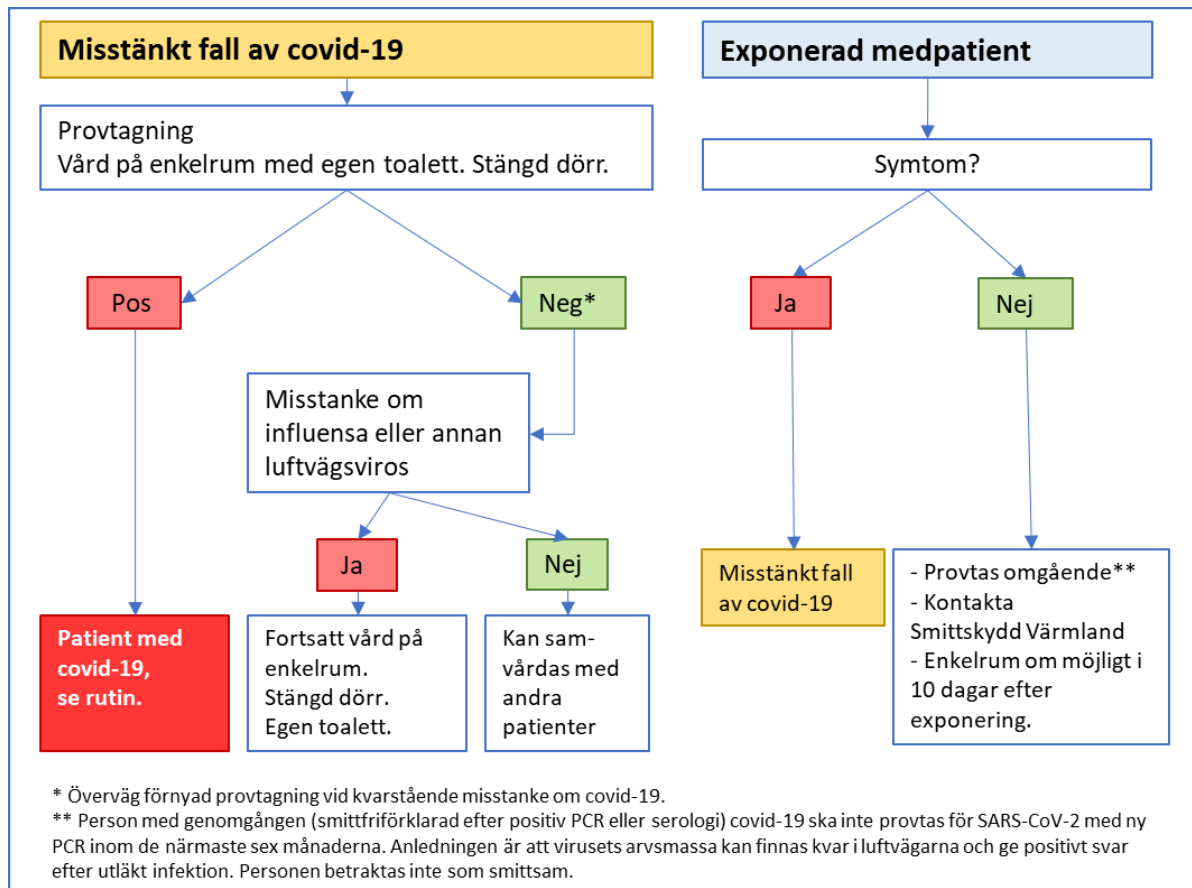 Misstänkt fall av covid-19
Provtagning
Vård på enkelrum med egen toalett. Stängd dörr.
Pos
Neg*
Misstanke om
influensa eller annan
luftvägsviros
Ja
Nej
Patient med
covid-19,
se rutin.
Fortsatt vård på
enkelrum.
Stängd dörr.
Egen toalett.
Kan sam-
vårdas med
andra
patienter
Exponerad medpatient
Symtom?
Ja
Nej
Misstänkt fall
av covid-19
- Provtas omgående**
- Kontakta
Smittskydd Värmland
- Enkelrum om möjligt i
10 dagar efter
exponering.
* Överväg förnyad provtagning vid kvarstående misstanke om covid-19.
** Person med genomgången (smittfriförklarad efter positiv PCR eller serologi) covid-19 ska inte provtas för SARS-CoV-2 med ny
PCR inom de närmaste sex månaderna. Anledningen är att virusets arvsmassa kan finnas kvar i luftvägarna och ge positivt svar
efter utläkt infektion. Personen betraktas inte som smittsam.